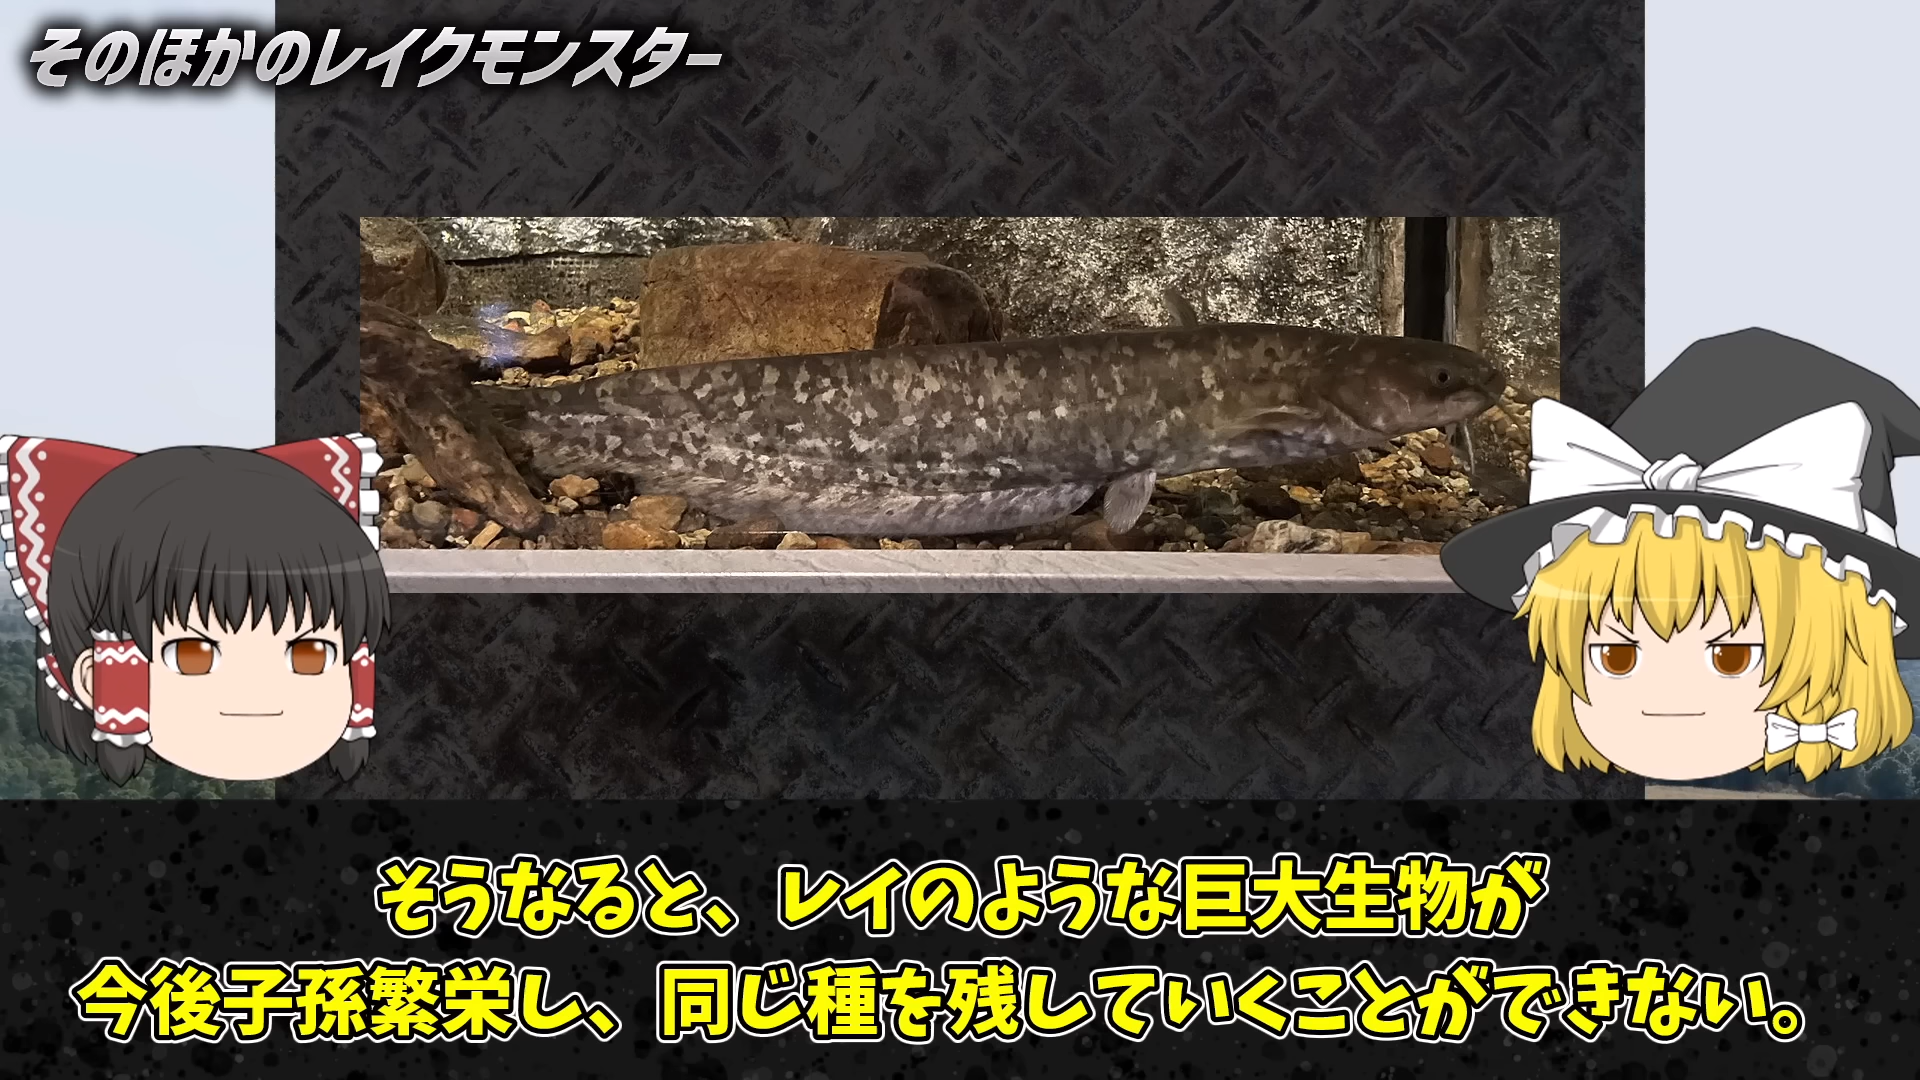 そのほかのレイクモンスター
そうなると、レイのような巨大生物が
今後子孫繁栄し、同じ種を残していくことができない。